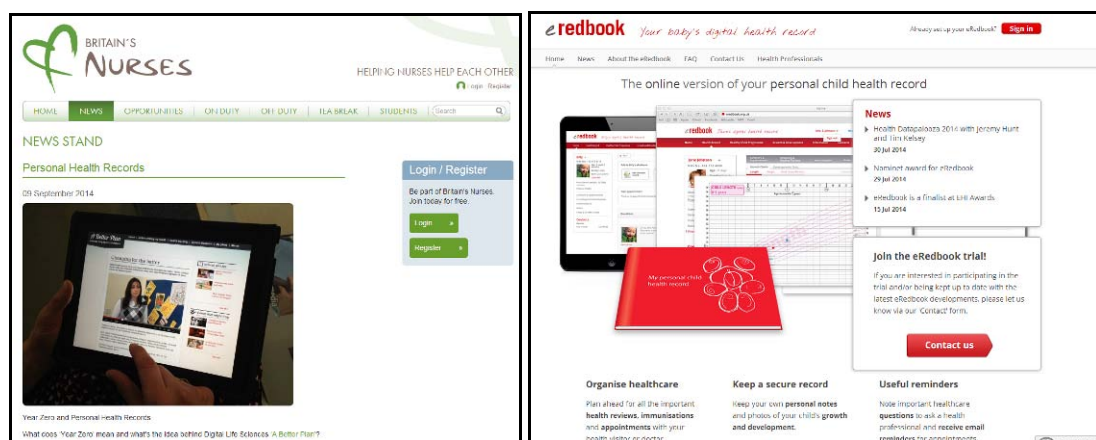 BRITAIN'S
NURSES
HELPING NURSES HELP EACH OTHER
Login Register
HOME NEWS OPPORTUNITIES ON DUTY OFF DUTY TEA BREAK STUDENTS Search
NEWS STAND
Personal Health Records
09 September 2014
Login / Register
Be part of Britain's Nurses.
Join today for free.
Login »
Register »
Year Zero and Personal Health Records
What does 'Year Zero' mean and what's the idea behind Digital Life Sciences 'A Better Plan'?
eredbook Your baby's digital health record
Already set up your eRedbook? Sign in
Home News About the eRedbook FAQ Contact Us Health Professionals
The online version of your personal child health record
My personal child
health record
News
Health Datapalooza 2014 with Jeremy Hunt
and Tim Kelsey
30 Jul 2014
Nominet award for eRedbook
29 Jul 2014
eRedbook is a finalist at EHI Awards
15 Jul 2014
Join the eRedbook trial!
If you are interested in participating in the
trial and/or being kept up to date with the
latest eRedbook developments, please let us
know via our 'Contact' form.
Contact us
Organise healthcare
Plan ahead for all the important
health reviews, immunisations
and appointments with your
health visitor or doctor
Keep a secure record
Keep your own personal notes
and photos of your child's growth
and development.
Useful reminders
Note important healthcare
questions to ask a health
professional and receive email
reminders for appointments